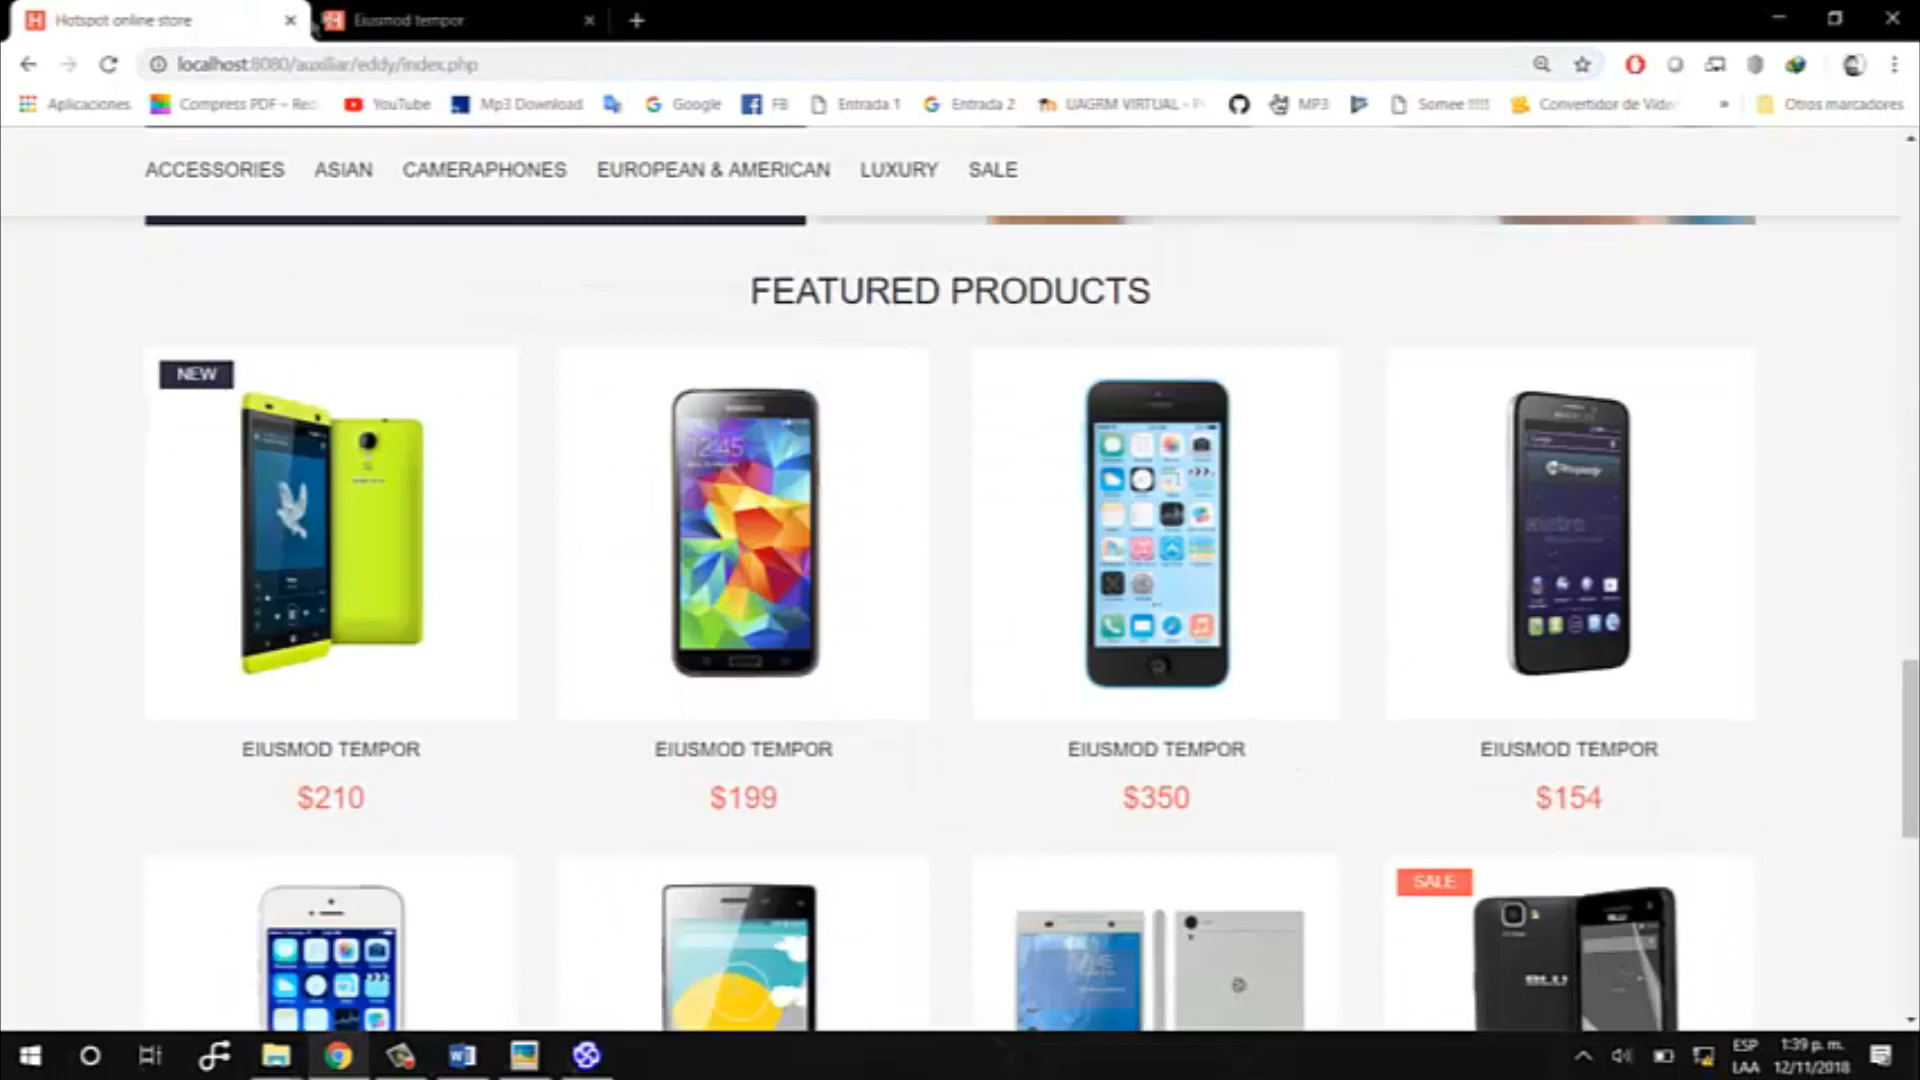 Hotspot online store
Eiusmod tempor
localhost:8080/auxiliar/eddy/index.php
Aplicaciones
Compress PDF – Re
YouTube
Mp3 Download
Google
FB
Entrada 1
Entrada 2
UAGRM VIRTUAL -
MP3
Somee !!!!!
Convertidor de Vide
»
Otros marcadores
ACCESSORIES ASIAN CAMERAPHONES EUROPEAN & AMERICAN LUXURY SALE
FEATURED PRODUCTS
NEW
12:45
EIUSMOD TEMPOR
$210
EIUSMOD TEMPOR
$199
EIUSMOD TEMPOR
$350
EIUSMOD TEMPOR
$154
SALE
BLU
ESP
LAA
1:39 p. m.
12/11/2018